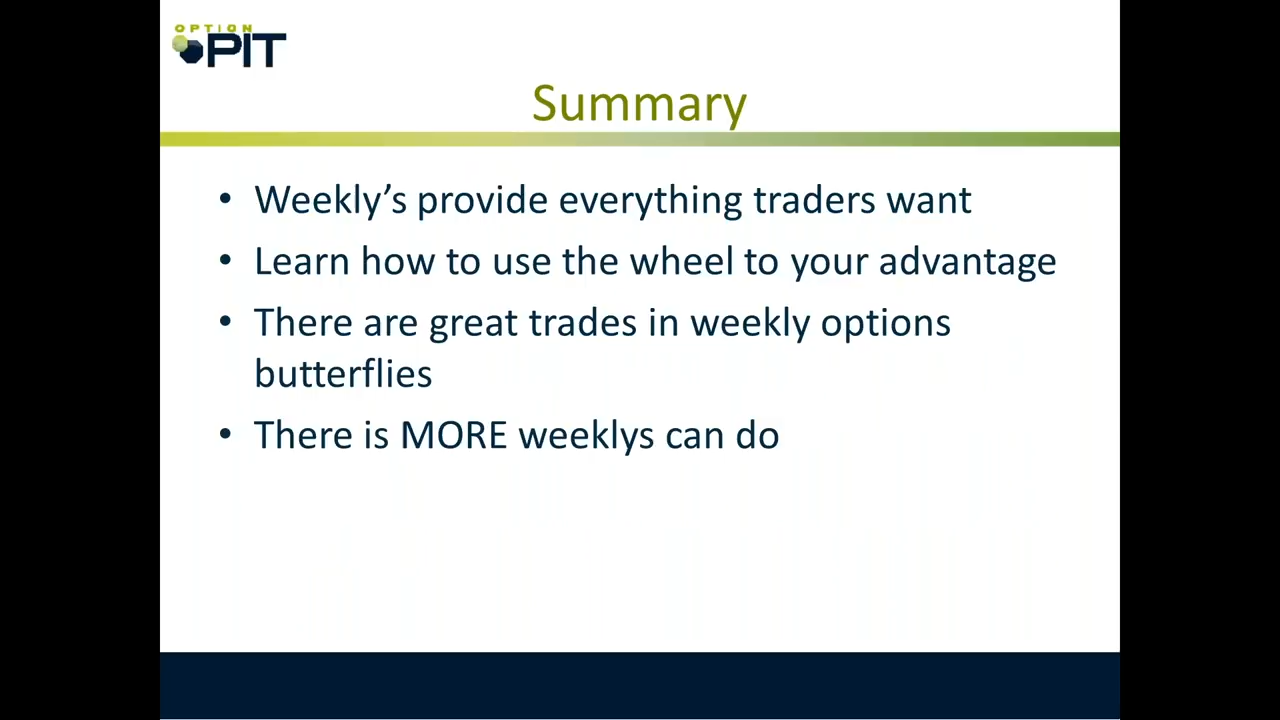 OPTION
PIT
Summary
• Weekly’s provide everything traders want
• Learn how to use the wheel to your advantage
• There are great trades in weekly options
butterflies
• There is MORE weeklys can do